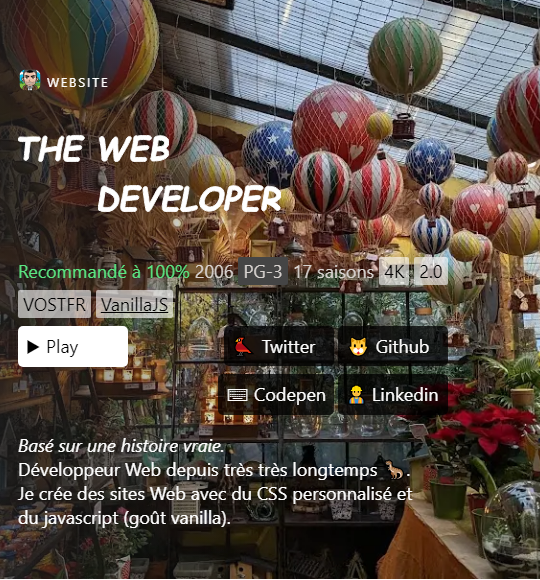 WEBSITE
THE WEB
DEVELOPER
Recommandé à 100% 2006 PG-3 17 saisons 4K 2.0
VOSTFR VanillaJS
Play
Twitter
Github
Codepen
Linkedin
Basé sur une histoire vraie.
Développeur Web depuis très très longtemps 🦕.
Je crée des sites Web avec du CSS personnalisé et
du javascript (goût vanilla).